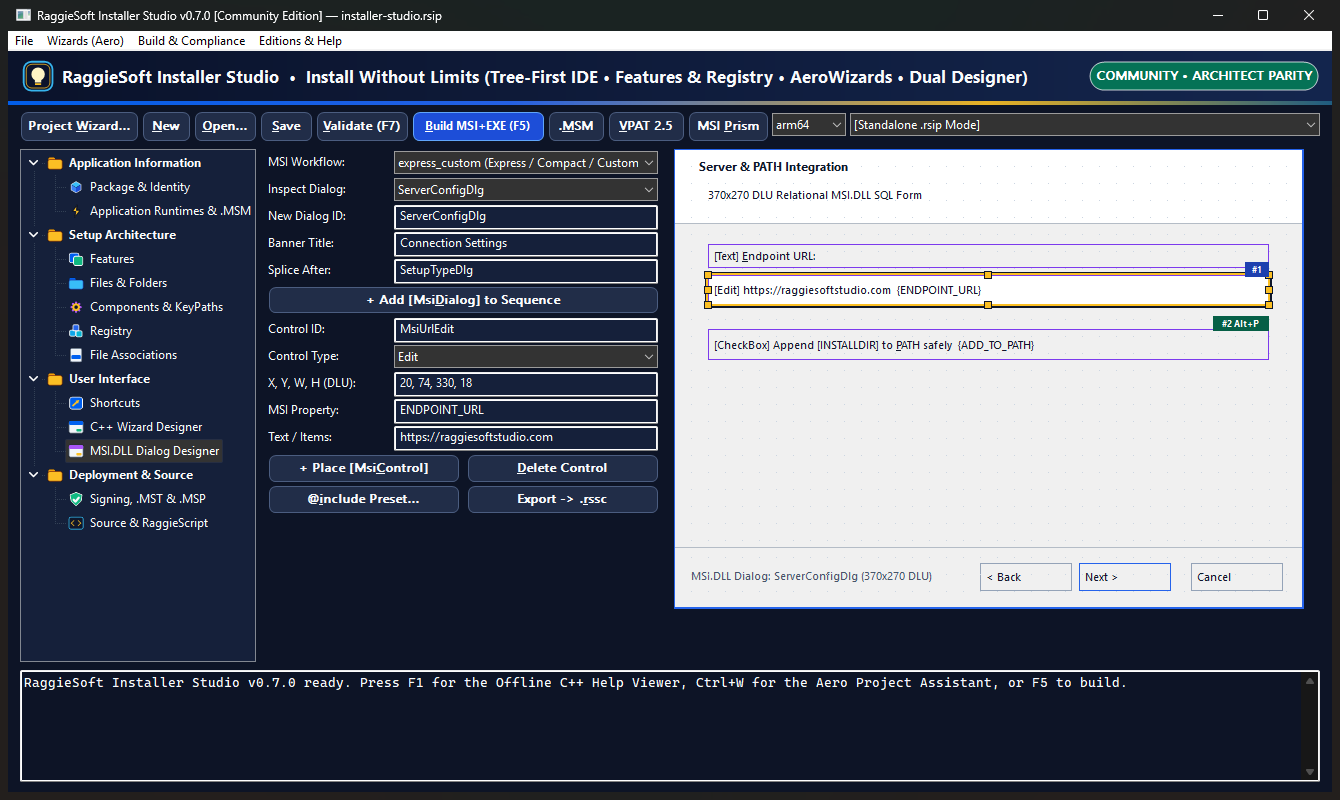 RaggieSoft Installer Studio v0.7.0 [Community Edition] — installer-studio.rsip
File Wizards (Aero) Build & Compliance Editions & Help
RaggieSoft Installer Studio • Install Without Limits (Tree-First IDE • Features & Registry • AeroWizards • Dual Designer)
COMMUNITY • ARCHITECT PARITY
Project Wizard... New Open... Save Validate (F7) Build MSI+EXE (F5) .MSM VPAT 2.5 MSI Prism arm64 [Standalone .rsip Mode]
Application Information
Package & Identity
Application Runtimes & .MSM
Setup Architecture
Features
Files & Folders
Components & KeyPaths
Registry
File Associations
User Interface
Shortcuts
C++ Wizard Designer
MSI.DLL Dialog Designer
Deployment & Source
Signing, .MST & .MSP
Source & RaggieScript
MSI Workflow: express_custom (Express / Compact / Custom
Inspect Dialog: ServerConfigDlg
New Dialog ID: ServerConfigDlg
Banner Title: Connection Settings
Splice After: SetupTypeDlg
+ Add [MsiDialog] to Sequence
Control ID: MsiUrlEdit
Control Type: Edit
X, Y, W, H (DLU): 20, 74, 330, 18
MSI Property: ENDPOINT_URL
Text / Items: https://raggiesoftstudio.com
+ Place [MsiControl] Delete Control
@include Preset... Export -> .rssc
Server & PATH Integration
370x270 DLU Relational MSI.DLL SQL Form
[Text] Endpoint URL:
#1
[Edit] https://raggiesoftstudio.com {ENDPOINT_URL}
#2 Alt+P
[CheckBox] Append [INSTALLDIR] to PATH safely {ADD_TO_PATH}
MSI.DLL Dialog: ServerConfigDlg (370x270 DLU) < Back Next > Cancel
RaggieSoft Installer Studio v0.7.0 ready. Press F1 for the Offline C++ Help Viewer, Ctrl+W for the Aero Project Assistant, or F5 to build.